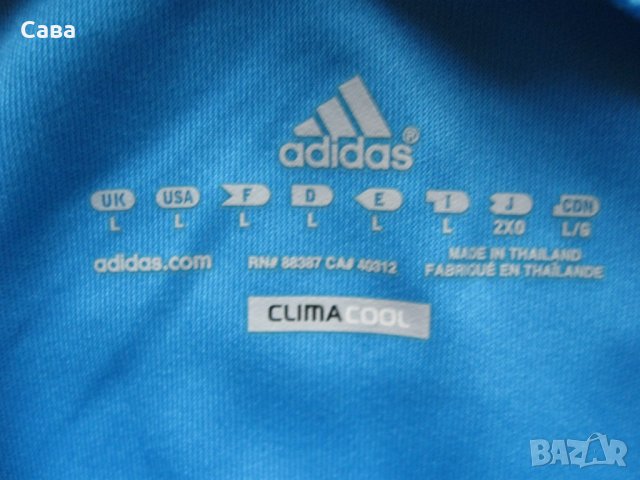 Сава
adidas®
UK USA F D E I J CDN
L L L L L L 2XO L/G
adidas.com RN# 88387 CA# 40312 MADE IN THAILAND
FABRIQUÉ EN THAÏLANDE
CLIMACOOL
BAZAR